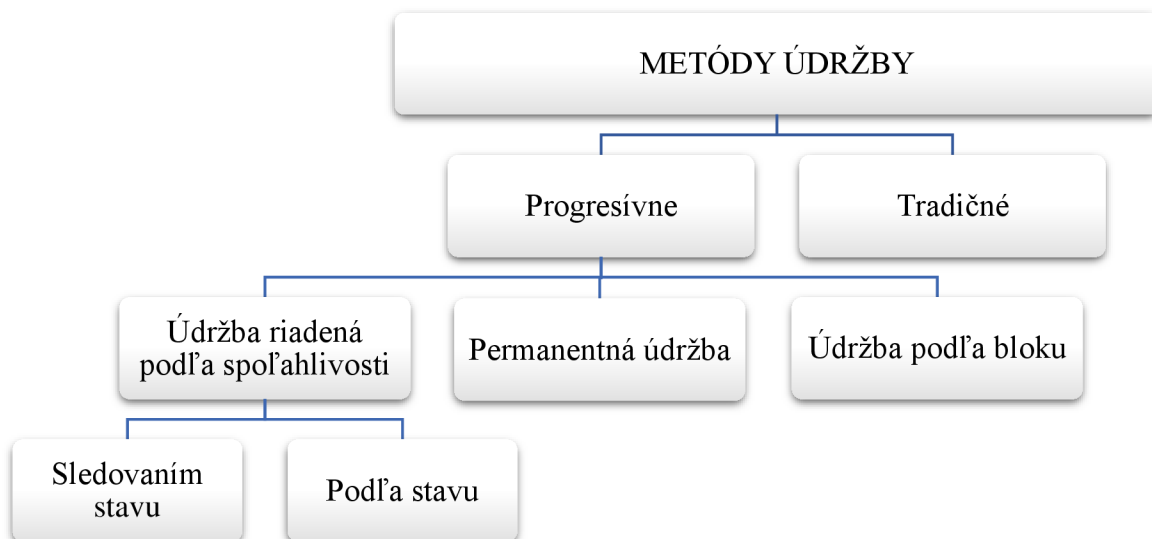 METÓDY ÚDRŽBY
Progresívne
Tradičné
Údržba riadená
podľa spoľahlivosti
Permanentná údržba
Údržba podľa bloku
Sledovaním
stavu
Podľa stavu